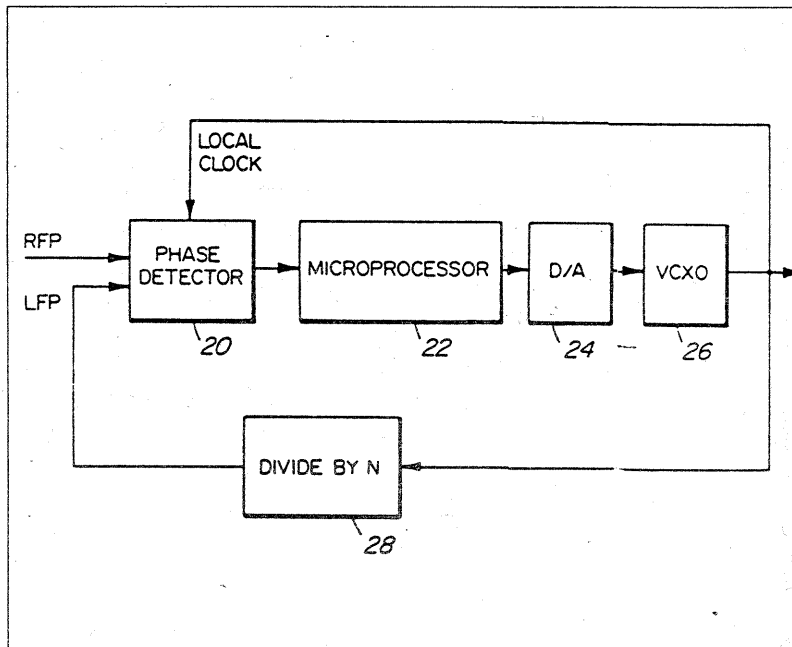 LOCAL
CLOCK
RFP
PHASE
DETECTOR
MICROPROCESSOR
D/A
VCXO
LFP
20
22
24
26
DIVIDE BY N
28